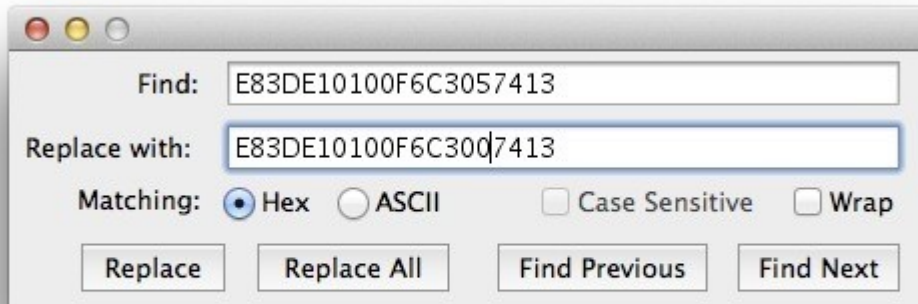 Find: E83DE10100F6C3057413
Replace with: E83DE10100F6C3007413
Matching: Hex ASCII Case Sensitive Wrap
Replace Replace All Find Previous Find Next